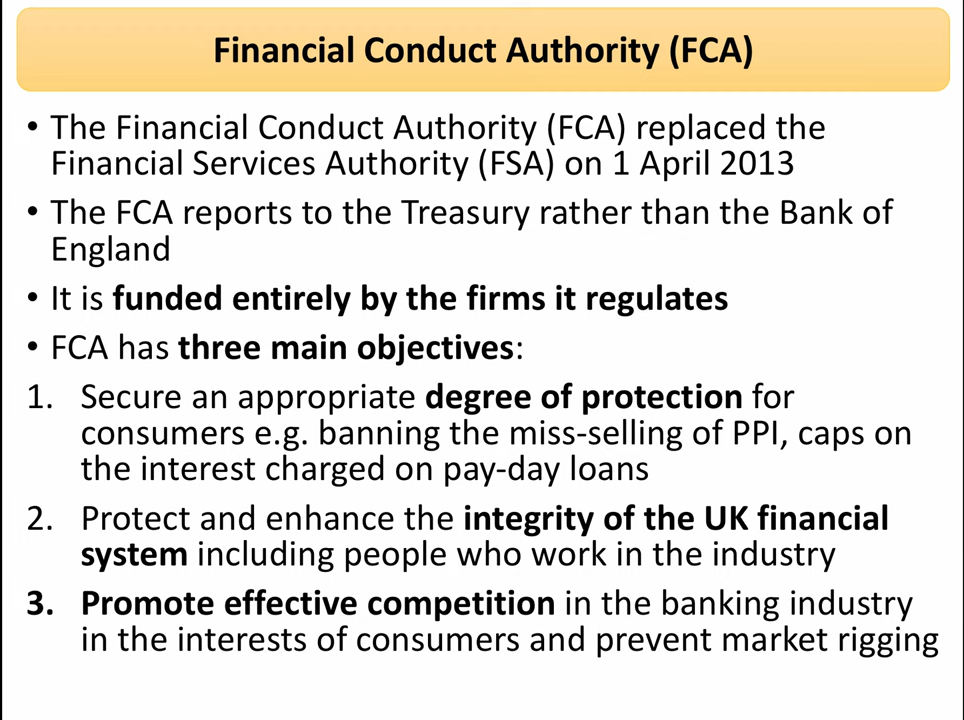 Financial Conduct Authority (FCA)
• The Financial Conduct Authority (FCA) replaced the
Financial Services Authority (FSA) on 1 April 2013
• The FCA reports to the Treasury rather than the Bank of
England
• It is funded entirely by the firms it regulates
• FCA has three main objectives:
1. Secure an appropriate degree of protection for
consumers e.g. banning the miss-selling of PPI, caps on
the interest charged on pay-day loans
2. Protect and enhance the integrity of the UK financial
system including people who work in the industry
3. Promote effective competition in the banking industry
in the interests of consumers and prevent market rigging